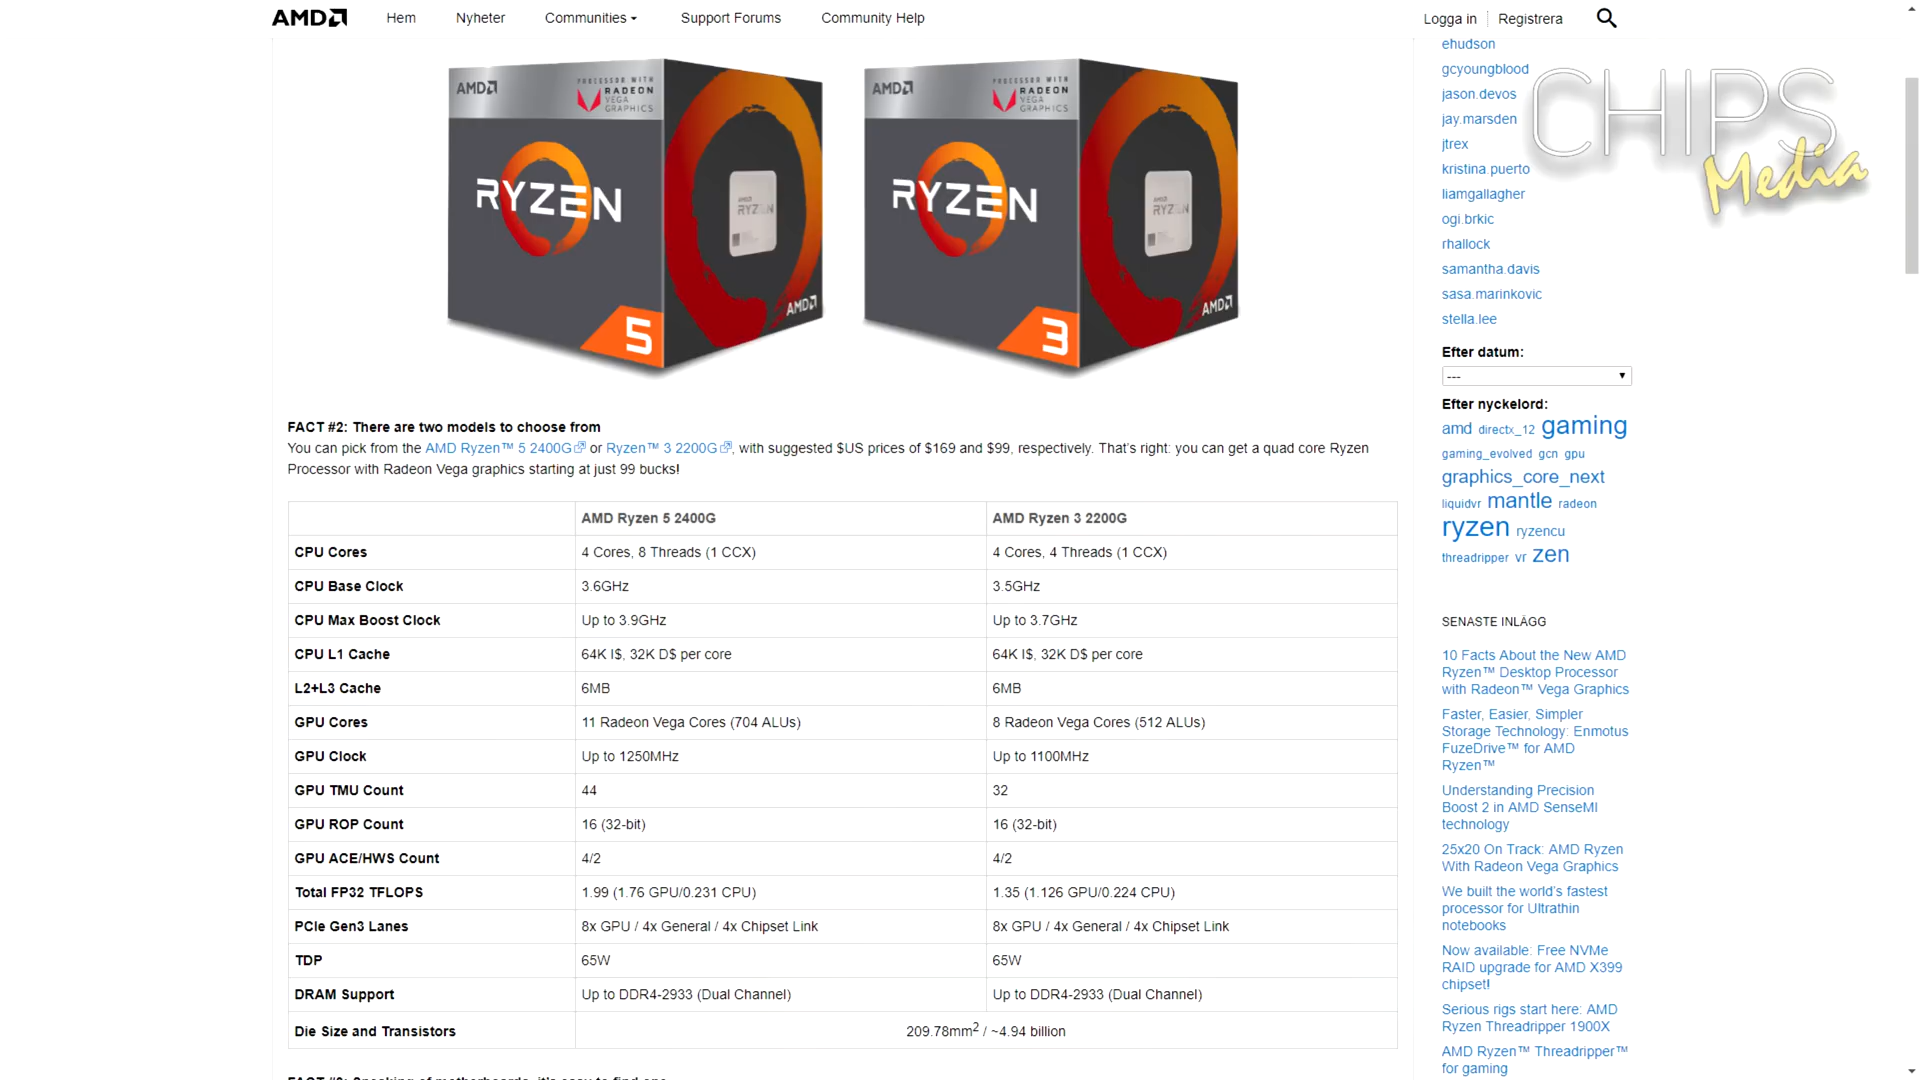 AMD Hem Nyheter Communities Support Forums Community Help Logga in Registrera
AMD PROCESSOR WITH RADEON VEGA GRAPHICS
RYZEN
AMD RYZEN
AMD
5
AMD PROCESSOR WITH RADEON VEGA GRAPHICS
RYZEN
AMD RYZEN
AMD
3
FACT #2: There are two models to choose from
You can pick from the AMD Ryzen™ 5 2400G or Ryzen™ 3 2200G, with suggested $US prices of $169 and $99, respectively. That's right: you can get a quad core Ryzen
Processor with Radeon Vega graphics starting at just 99 bucks!
AMD Ryzen 5 2400G AMD Ryzen 3 2200G
CPU Cores 4 Cores, 8 Threads (1 CCX) 4 Cores, 4 Threads (1 CCX)
CPU Base Clock 3.6GHz 3.5GHz
CPU Max Boost Clock Up to 3.9GHz Up to 3.7GHz
CPU L1 Cache 64K I$, 32K D$ per core 64K I$, 32K D$ per core
L2+L3 Cache 6MB 6MB
GPU Cores 11 Radeon Vega Cores (704 ALUs) 8 Radeon Vega Cores (512 ALUs)
GPU Clock Up to 1250MHz Up to 1100MHz
GPU TMU Count 44 32
GPU ROP Count 16 (32-bit) 16 (32-bit)
GPU ACE/HWS Count 4/2 4/2
Total FP32 TFLOPS 1.99 (1.76 GPU/0.231 CPU) 1.35 (1.126 GPU/0.224 CPU)
PCIe Gen3 Lanes 8x GPU / 4x General / 4x Chipset Link 8x GPU / 4x General / 4x Chipset Link
TDP 65W 65W
DRAM Support Up to DDR4-2933 (Dual Channel) Up to DDR4-2933 (Dual Channel)
Die Size and Transistors 209.78mm2 / ~4.94 billion
ehudson
gcyoungblood
jason.devos
jay.marsden
jtrex
kristina.puerto
liamgallagher
ogi.brkic
rhallock
samantha.davis
sasa.marinkovic
stella.lee
Efter datum:
---
Efter nyckelord:
amd directx_12 gaming
gaming_evolved gcn gpu
graphics_core_next
liquidvr mantle radeon
ryzen ryzencu
threadripper vr zen
SENASTE INLÄGG
10 Facts About the New AMD
Ryzen™ Desktop Processor
with Radeon™ Vega Graphics
Faster, Easier, Simpler
Storage Technology: Enmotus
FuzeDrive™ for AMD
Ryzen™
Understanding Precision
Boost 2 in AMD SenseMI
technology
25x20 On Track: AMD Ryzen
With Radeon Vega Graphics
We built the world's fastest
processor for Ultrathin
notebooks
Now available: Free NVMe
RAID upgrade for AMD X399
chipset!
Serious rigs start here: AMD
Ryzen Threadripper 1900X
AMD Ryzen™ Threadripper™
for gaming
CHIPS
Media